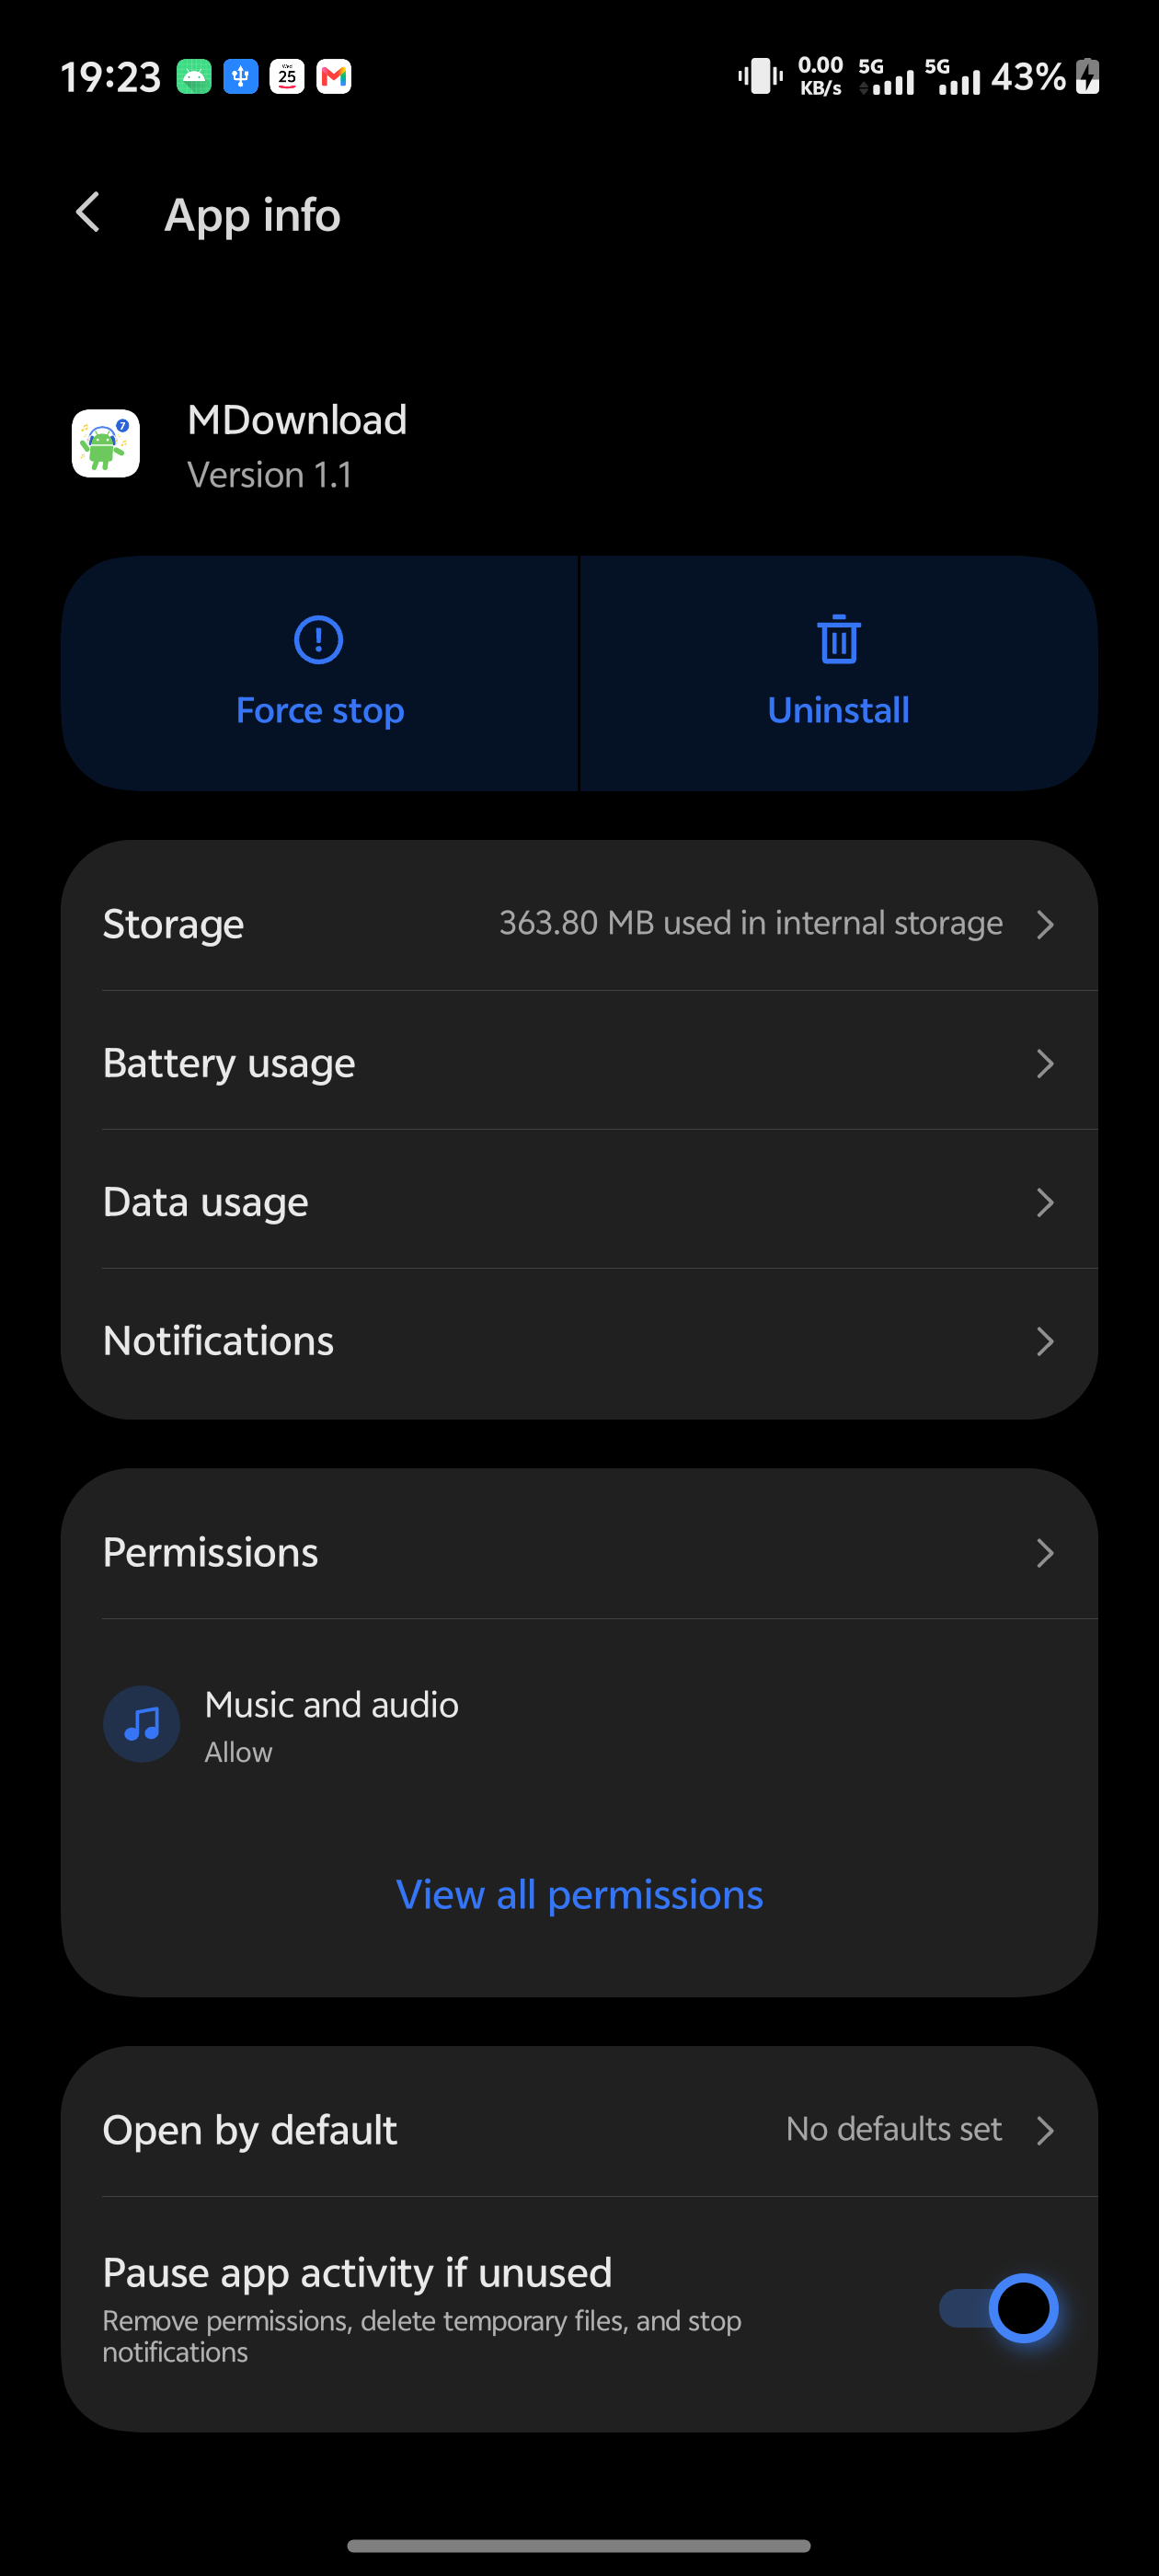 19:23
Wed
25
0.00
KB/s
5G
5G
43%
App info
7
MDownload
Version 1.1
Force stop
Uninstall
Storage
363.80 MB used in internal storage
Battery usage
Data usage
Notifications
Permissions
Music and audio
Allow
View all permissions
Open by default
No defaults set
Pause app activity if unused
Remove permissions, delete temporary files, and stop
notifications